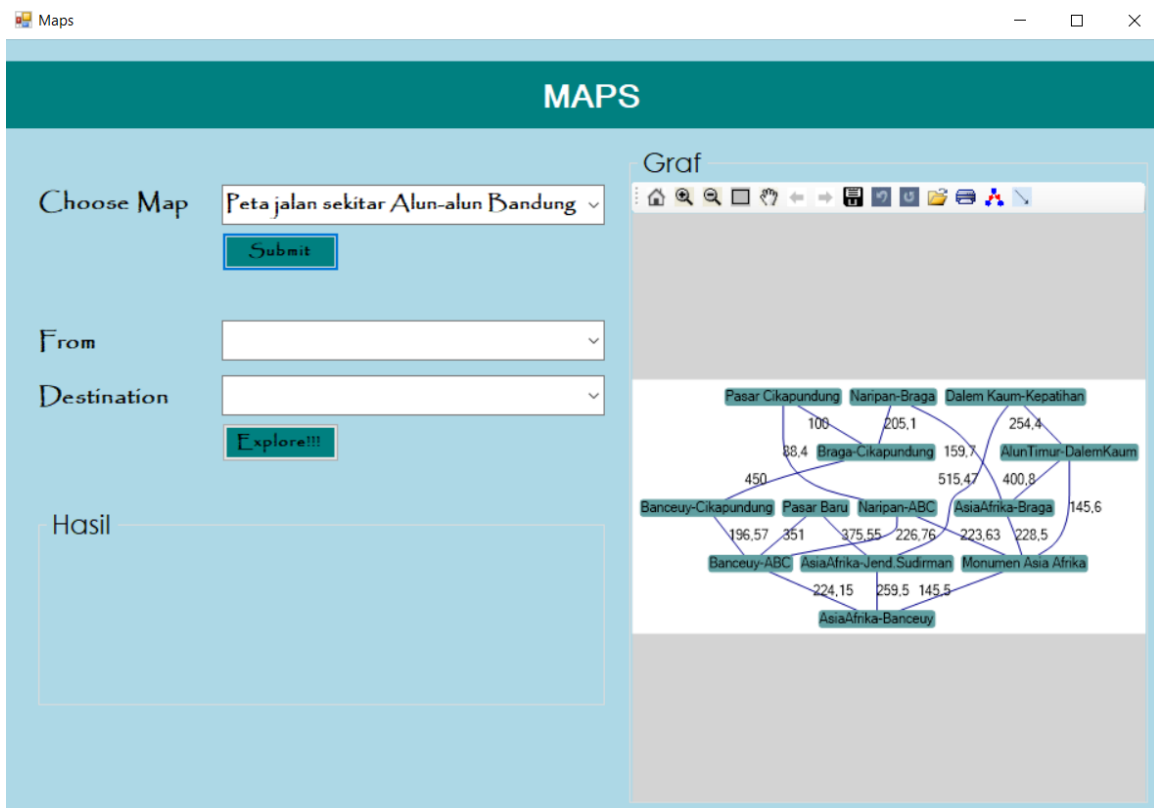 Maps
MAPS
Choose Map
Peta jalan sekitar Alun-alun Bandung
Submit
From
Destination
Explore!!!
Hasil
Graf
Pasar Cikapundung
Naripan-Braga
Dalem Kaum-Kepatihan
100
205,1
254,4
88,4
Braga-Cikapundung
159,7
AlunTimur-DalemKaum
450
515,47
400,8
Banceuy-Cikapundung
Pasar Baru
Naripan-ABC
AsiaAfrika-Braga
145,6
196,57
351
375,55
226,76
223,63
228,5
Banceuy-ABC
AsiaAfrika-Jend.Sudirman
Monumen Asia Afrika
224,15
259,5
145,5
AsiaAfrika-Banceuy